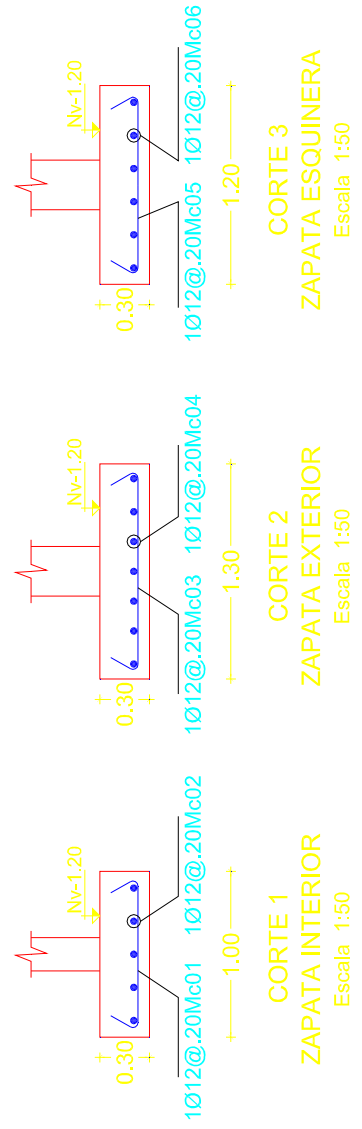 Nv-1,20
0.30
1Ø12@.20Mc01
1Ø12@.20Mc02
1.00
CORTE 1
ZAPATA INTERIOR
Escala 1:50
Nv-1,20
0.30
1Ø12@.20Mc03
1Ø12@.20Mc04
1.30
CORTE 2
ZAPATA EXTERIOR
Escala 1:50
Nv-1,20
0.30
1Ø12@.20Mc05
1Ø12@.20Mc06
1.20
CORTE 3
ZAPATA ESQUINERA
Escala 1:50